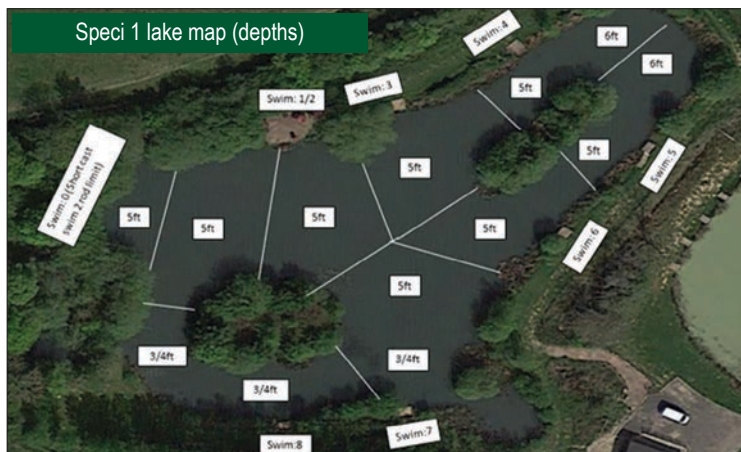 Speci 1 lake map (depths)
Swim: 4
6ft
6ft
Swim: 1/2
Swim: 3
5ft
5ft
5ft
Swim: 5
Swim: 0 (Short cast
swim 2 rod limit)
5ft
5ft
5ft
5ft
Swim: 6
5ft
3/4ft
3/4ft
3/4ft
Swim:7
Swim:8